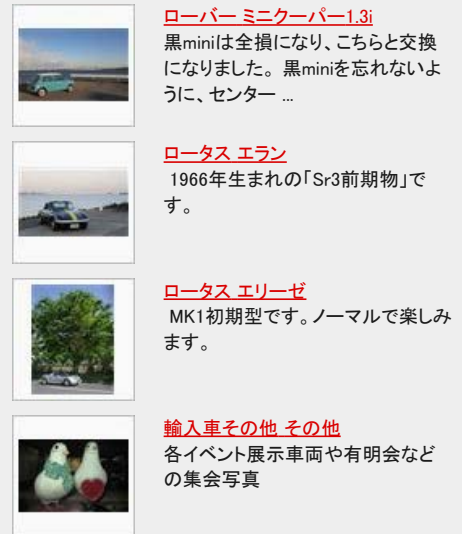 ローバー ミニクーパー1.3i
黒miniは全損になり、こちらと交換
になりました。黒miniを忘れないよ
うに、センター ...
ロータス エラン
1966年生まれの「Sr3前期物」で
す。
ロータス エリーゼ
MK1初期型です。ノーマルで楽しみ
ます。
輸入車その他 その他
各イベント展示車両や有明会など
の集会写真